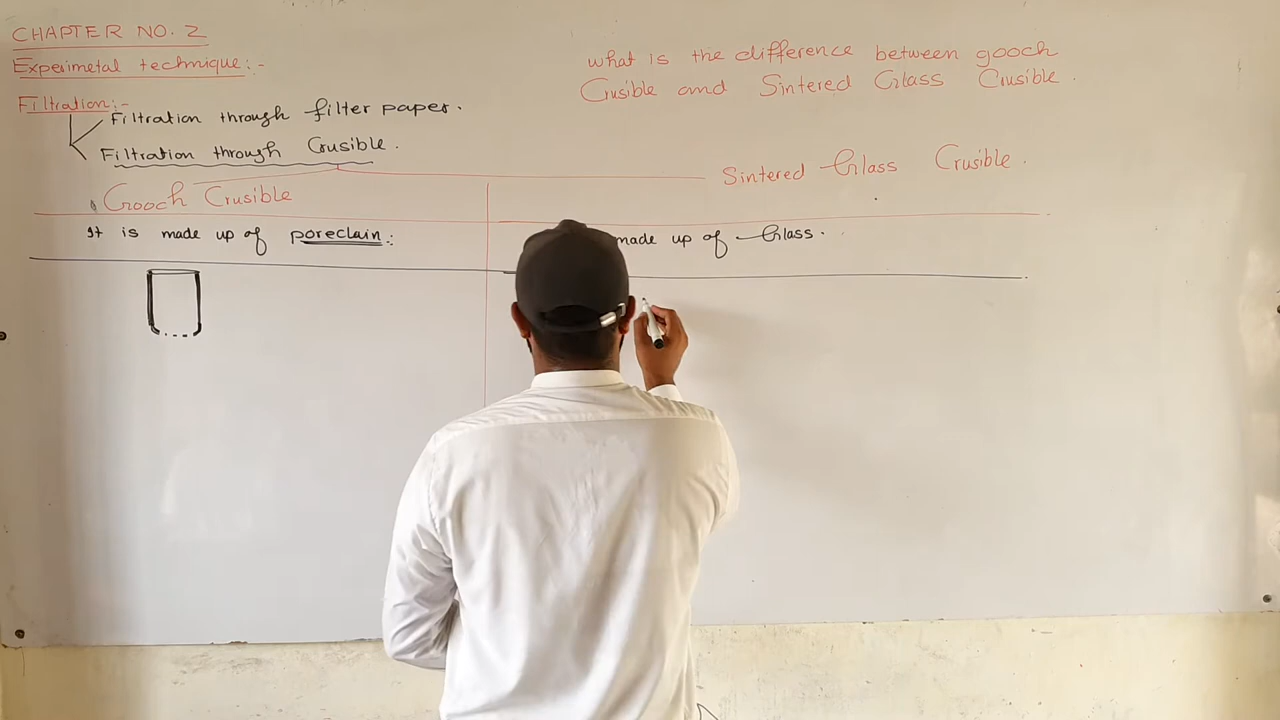 CHAPTER NO. 2
Experimetal technique:-
Filtration:-
Filtration through filter paper.
Filtration through Crusible.
what is the difference between gooch
Crusible and Sintered Glass Crusible.
Gooch Crusible
Sintered Glass Crusible.
It is made up of poreclain:
made up of Glass.